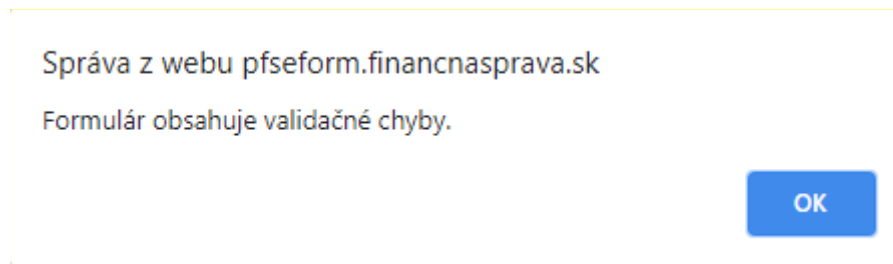 Správa z webu pfseform.financnasprava.sk
Formulár obsahuje validačné chyby.
OK